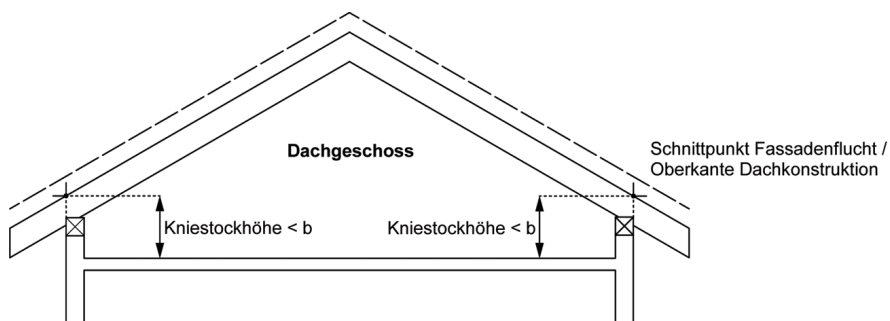 Dachgeschoss
Schnittpunkt Fassadenflucht /
Oberkante Dachkonstruktion
Kniestockhöhe < b
Kniestockhöhe < b